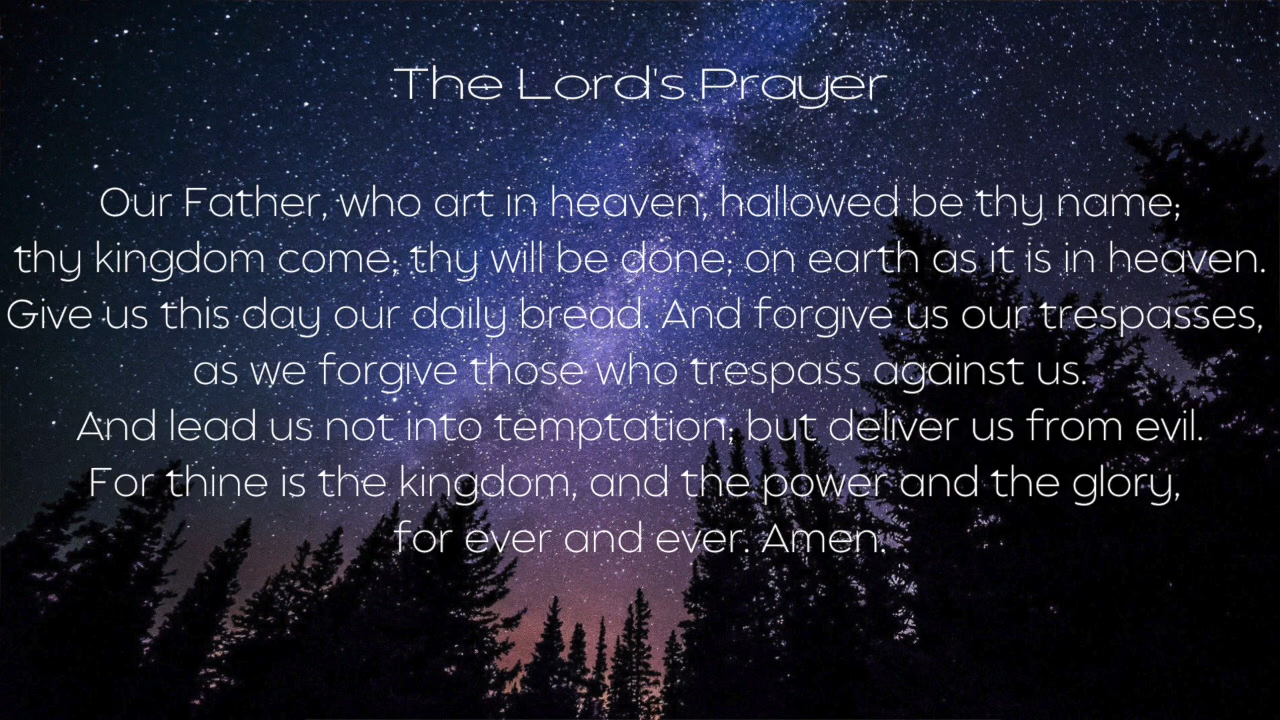 The Lord's Prayer
Our Father, who art in heaven, hallowed be thy name;
thy kingdom come; thy will be done; on earth as it is in heaven.
Give us this day our daily bread. And forgive us our trespasses,
as we forgive those who trespass against us.
And lead us not into temptation; but deliver us from evil.
For thine is the kingdom, and the power and the glory,
for ever and ever. Amen.